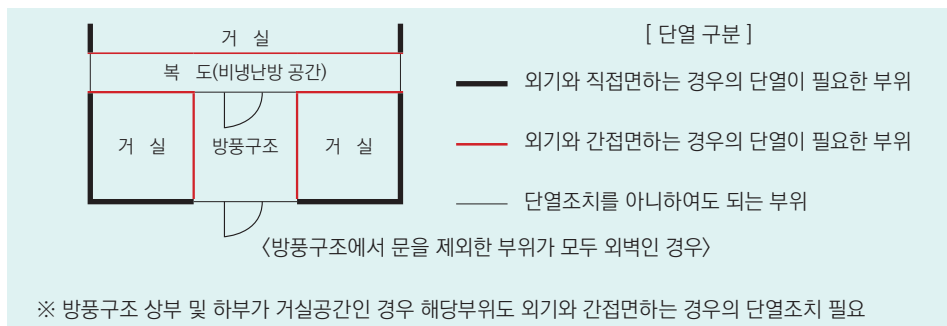 거 실
[ 단열 구분 ]
복 도(비냉난방 공간)
외기와 직접면하는 경우의 단열이 필요한 부위
거 실
방풍구조
거 실
외기와 간접면하는 경우의 단열이 필요한 부위
단열조치를 아니하여도 되는 부위
〈방풍구조에서 문을 제외한 부위가 모두 외벽인 경우〉
※ 방풍구조 상부 및 하부가 거실공간인 경우 해당부위도 외기와 간접면하는 경우의 단열조치 필요